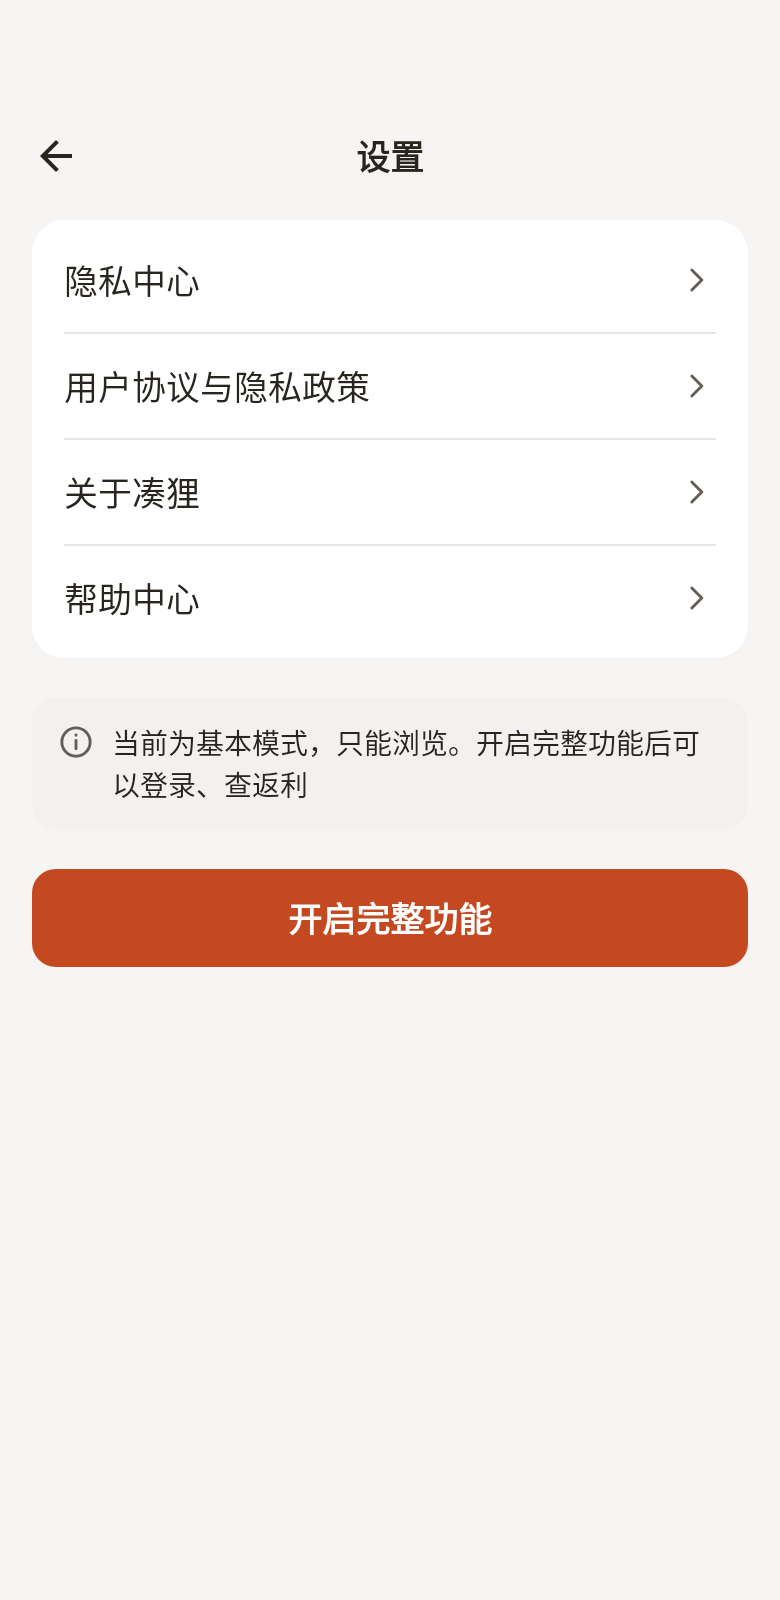 设置
隐私中心
用户协议与隐私政策
关于凑狸
帮助中心
当前为基本模式，只能浏览。开启完整功能后可
以登录、查返利
开启完整功能